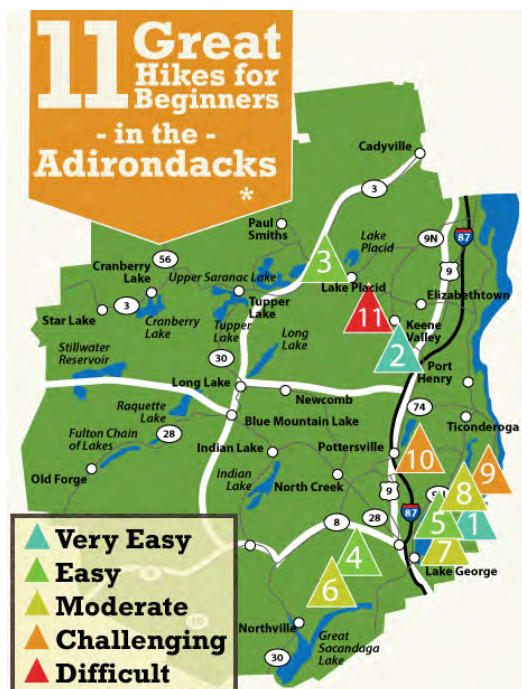 11 Great
Hikes for
Beginners
- in the -
Adirondacks
*
Cadyville
3
Paul
Smiths
Lake
Placid
9N
87
9
56
Cranberry
Lake
Upper Saranac Lake
3
Lake Placid
Elizabethtown
3
Star Lake
Cranberry
Lake
Tupper
Lake
Tupper
Lake
11
Keene
Valley
Stillwater
Reservoir
30
Long
Lake
2
Port
Henry
Long Lake
Newcomb
74
Raquette
Lake
Blue Mountain Lake
Ticonderoga
Fulton Chain
of Lakes
28
Indian Lake
Pottersville
10
9
Old Forge
Indian
Lake
North Creek
9
8
8
28
87
5
1
4
7
Lake George
6
Northville
Great
Sacandaga
Lake
30
Very Easy
Easy
Moderate
Challenging
Difficult